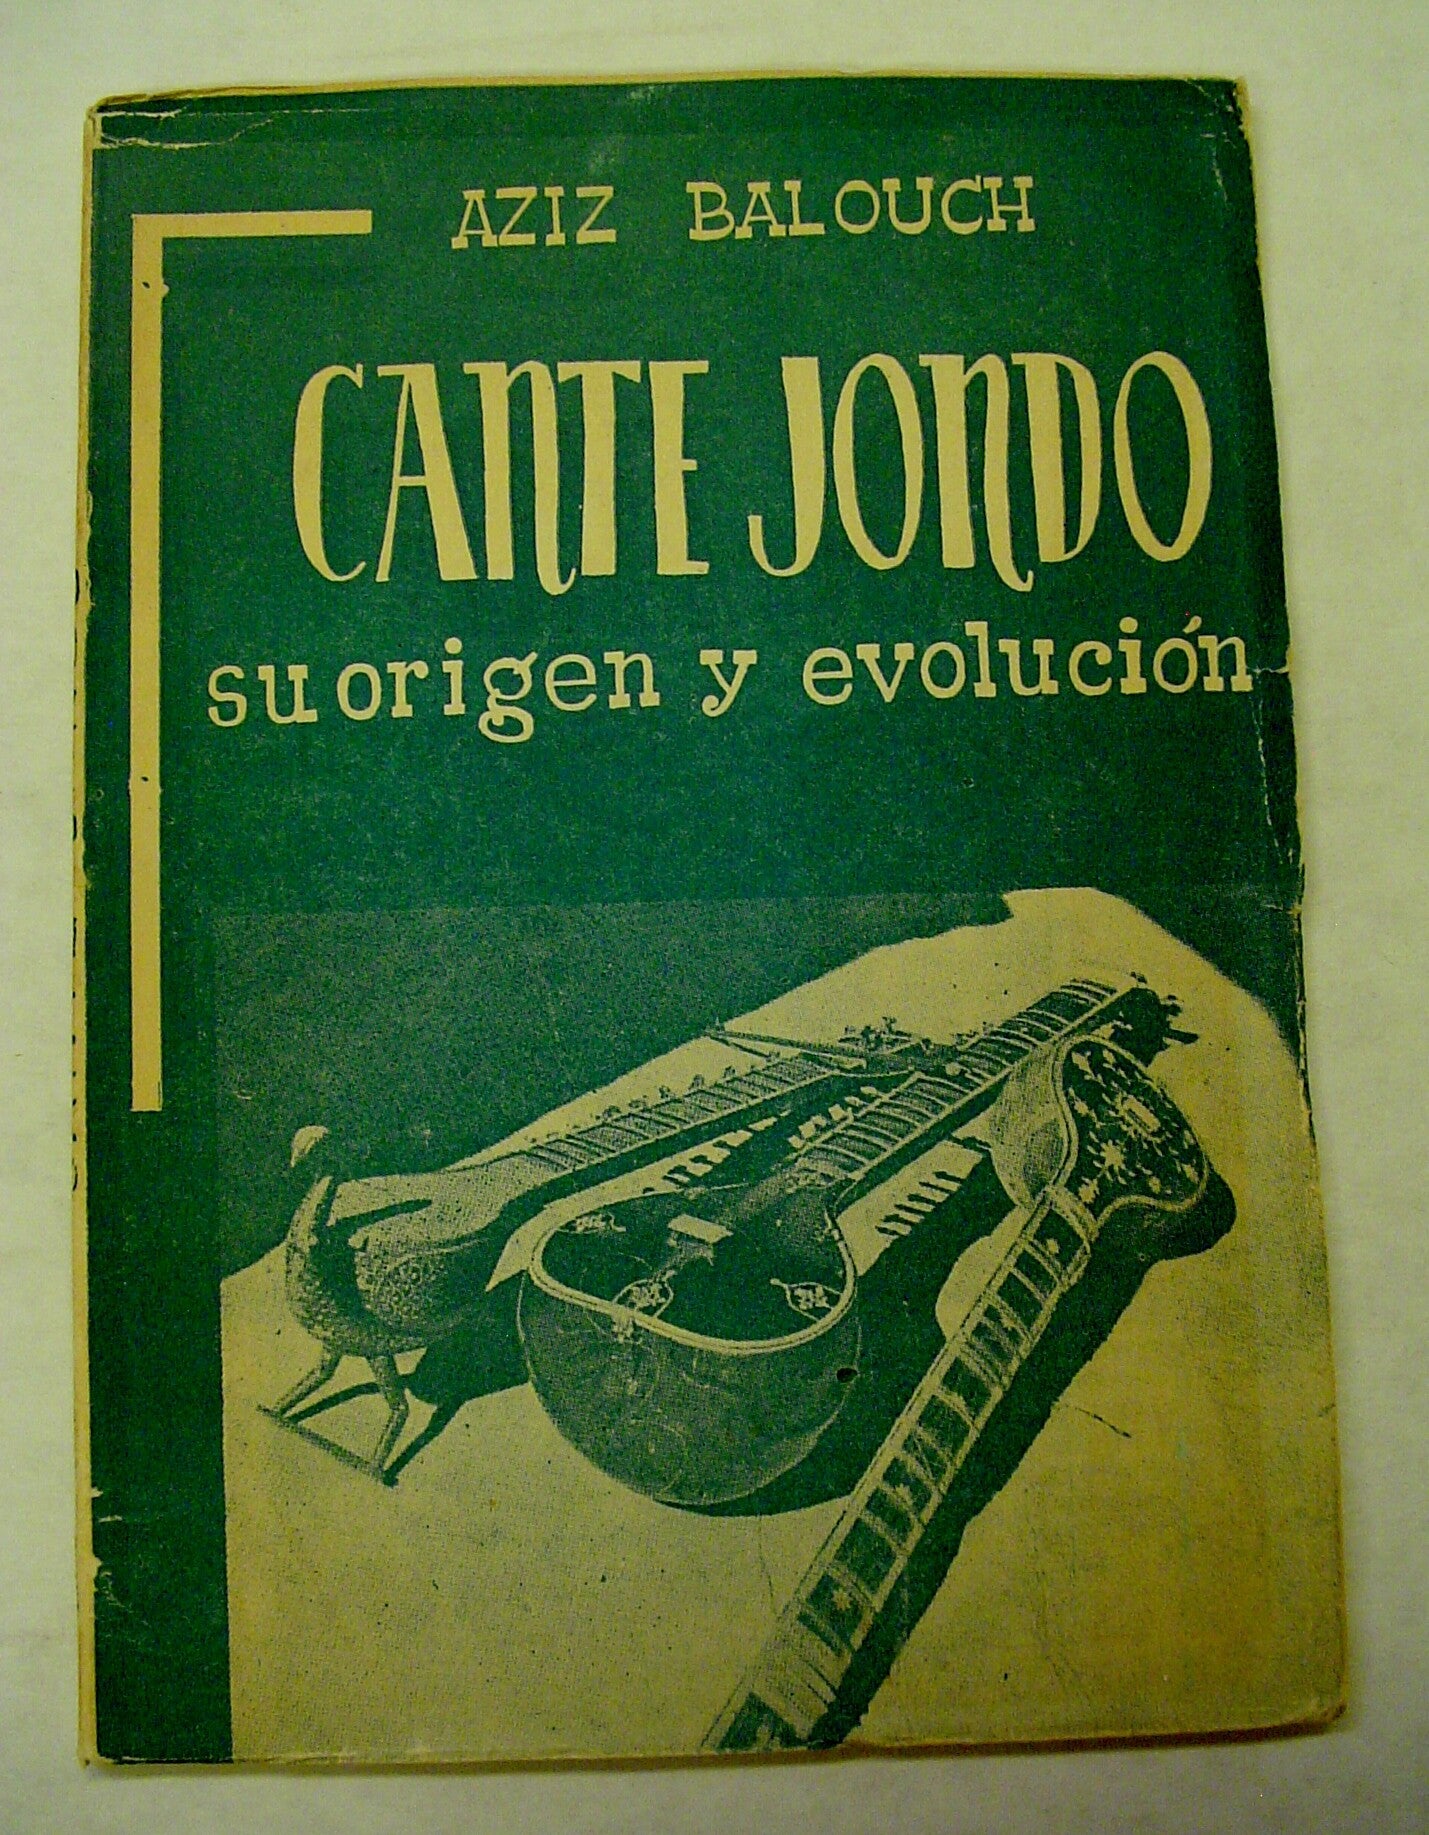 AZIZ BALOUCH
CANTE JONDO
su origen y evolución